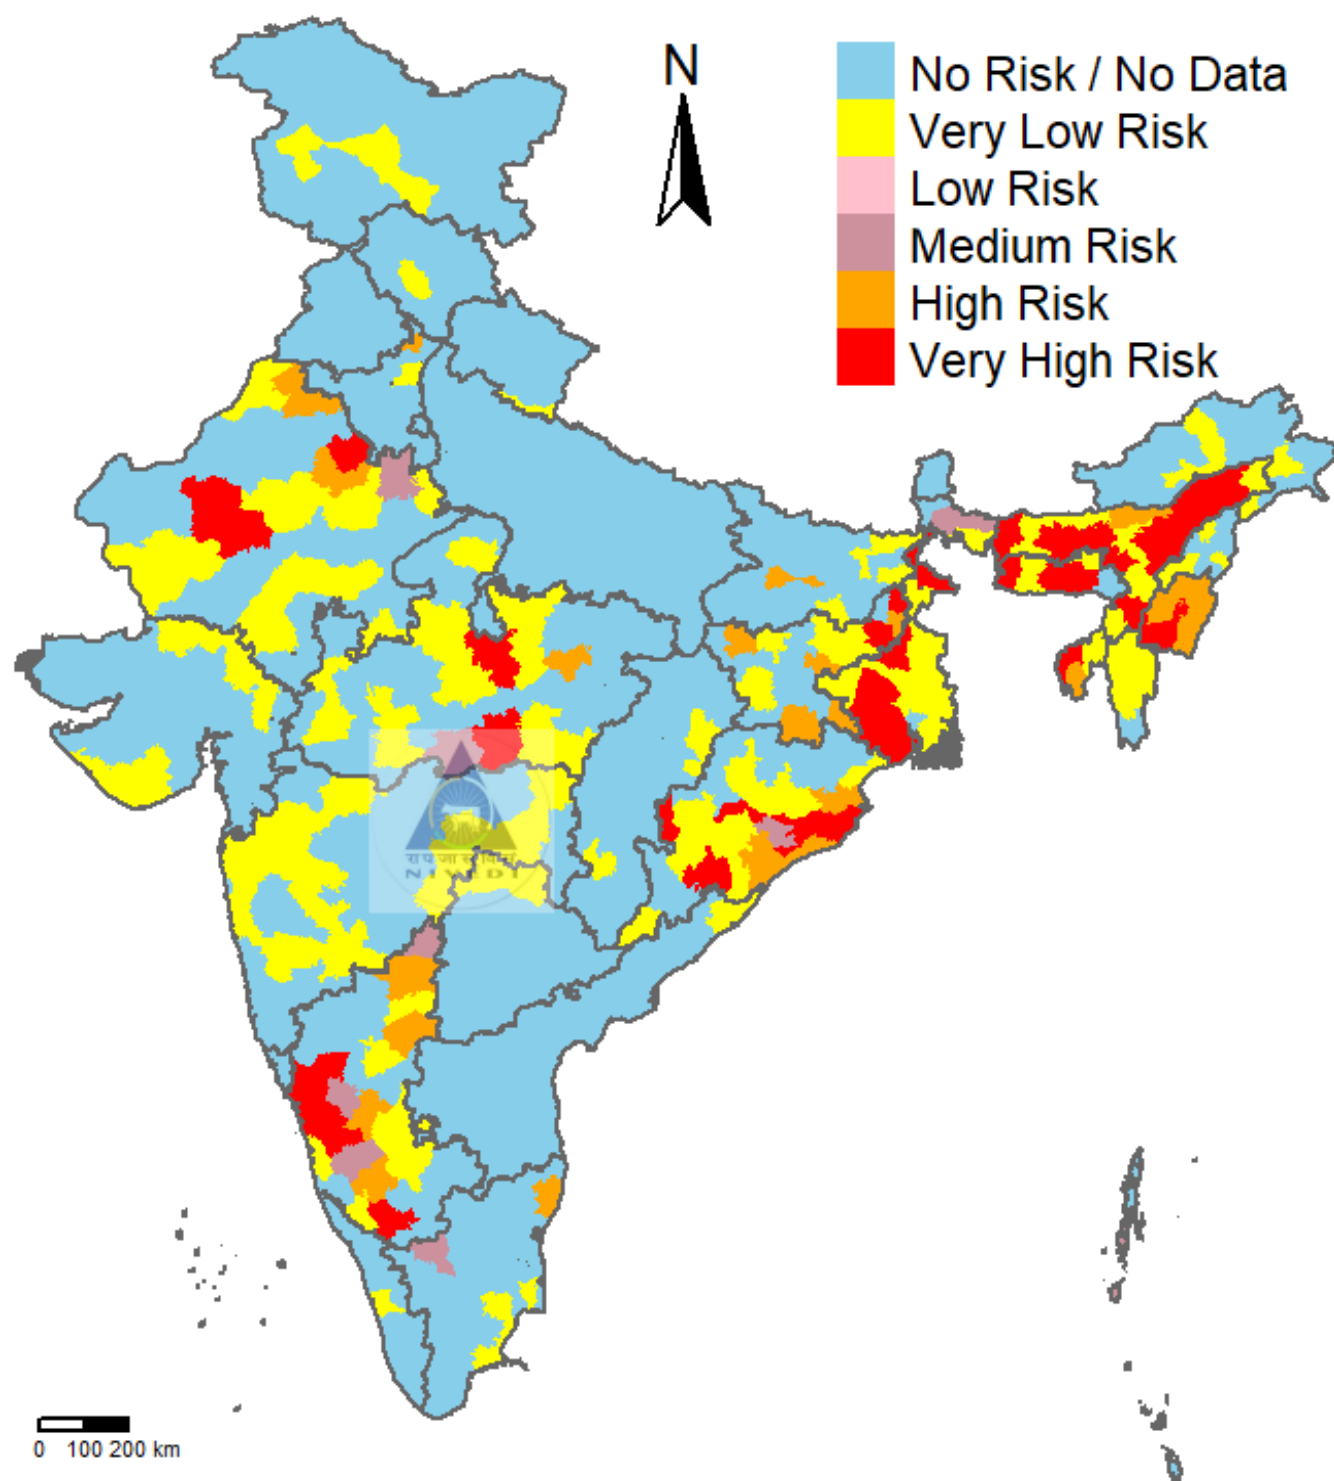 N
No Risk / No Data
Very Low Risk
Low Risk
Medium Risk
High Risk
Very High Risk
NIVEDI
0 100 200 km